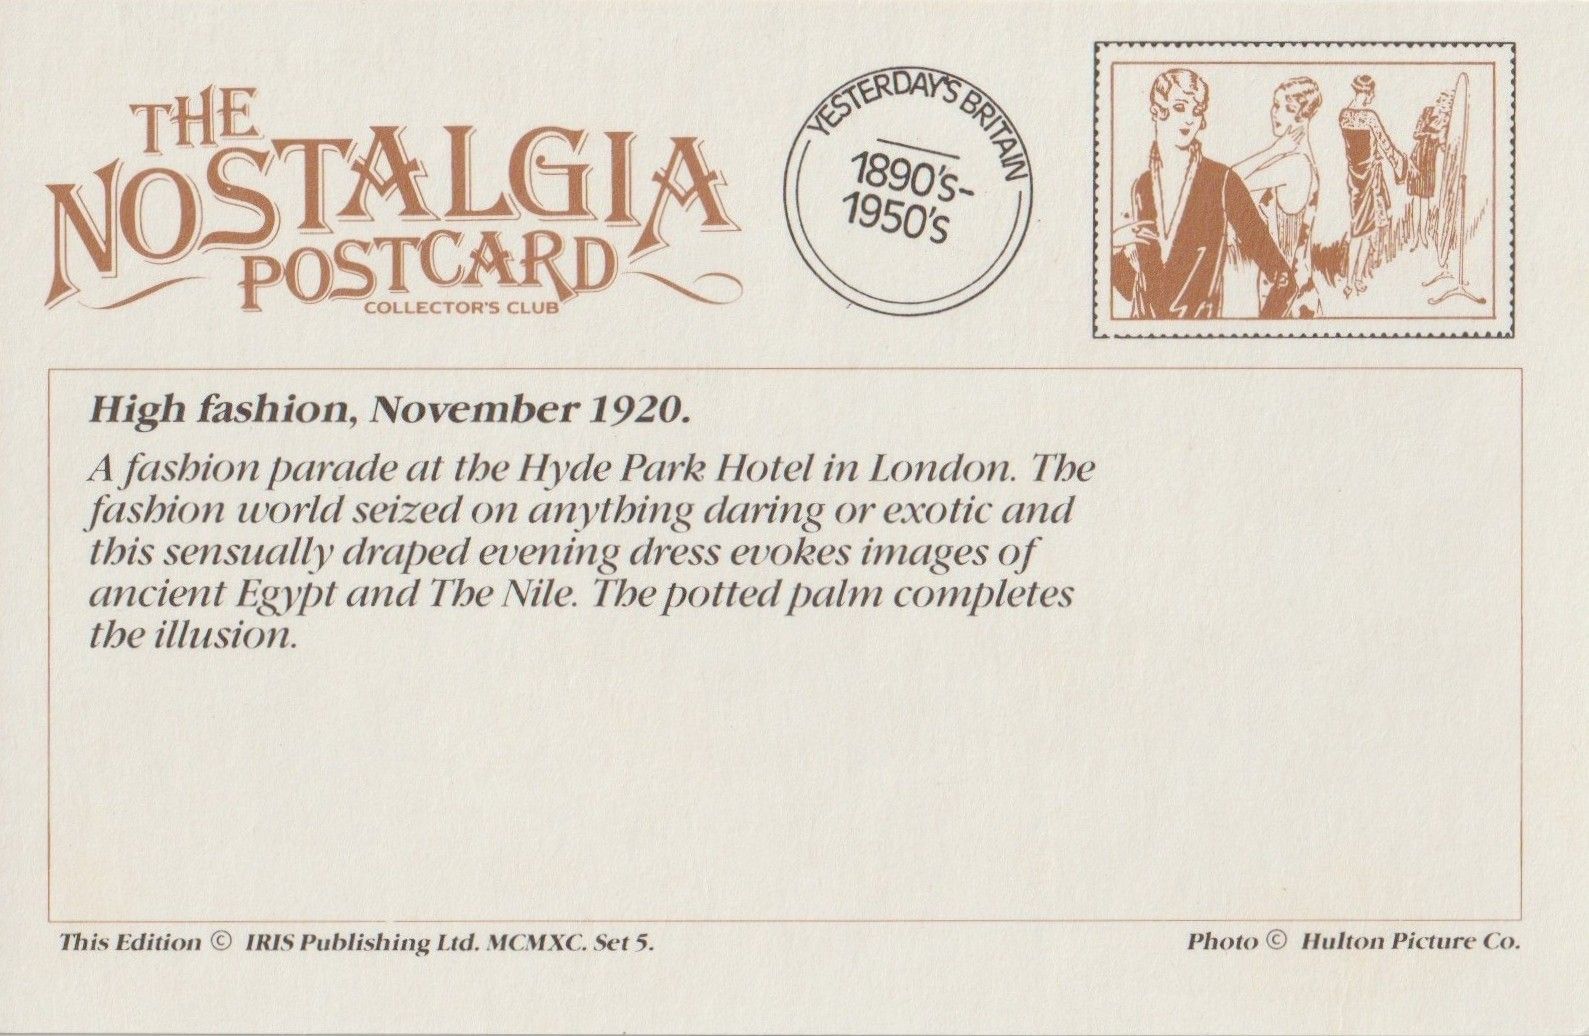 THE
NOSTALGIA
POSTCARD
COLLECTOR'S CLUB
YESTERDAY'S BRITAIN
1890's-
1950's
High fashion, November 1920.
A fashion parade at the Hyde Park Hotel in London. The
fashion world seized on anything daring or exotic and
this sensually draped evening dress evokes images of
ancient Egypt and The Nile. The potted palm completes
the illusion.
This Edition © IRIS Publishing Ltd. MCMXC. Set 5.
Photo © Hulton Picture Co.